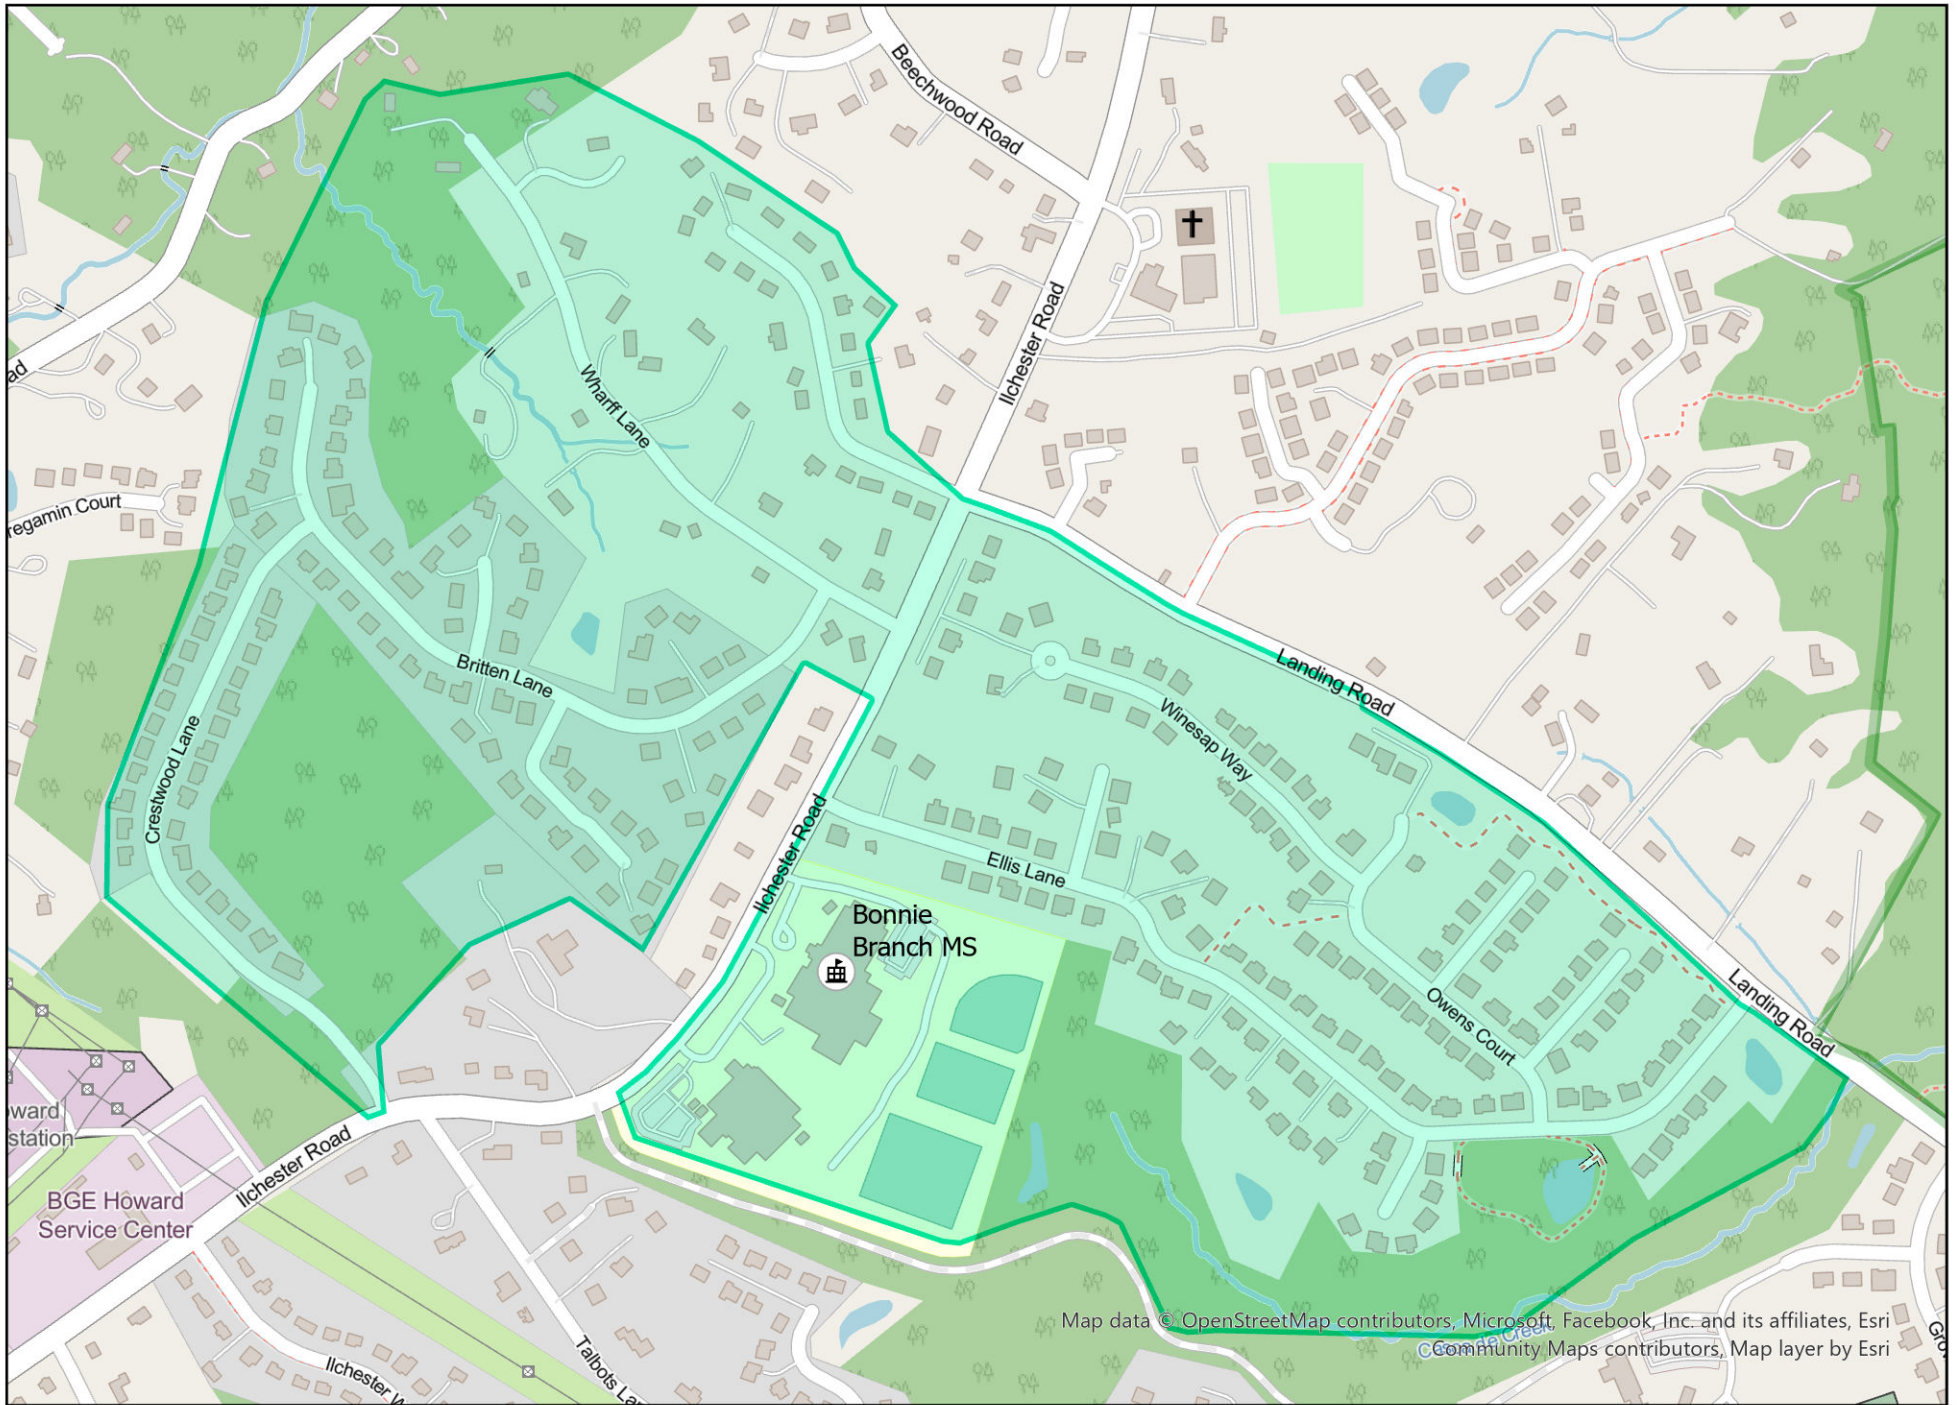 Beechwood Road
Ilchester Road
Wharff Lane
ad
regamin Court
Britten Lane
Landing Road
Winesap Way
Crestwood Lane
Ilchester Road
Ellis Lane
Bonnie
Branch MS
Owens Court
Landing Road
ward
station
Ilchester Road
BGE Howard
Service Center
Map data © OpenStreetMap contributors, Microsoft, Facebook, Inc. and its affiliates, Esri
Community Maps contributors, Map layer by Esri
Ilchester W
Talbots La
Gro